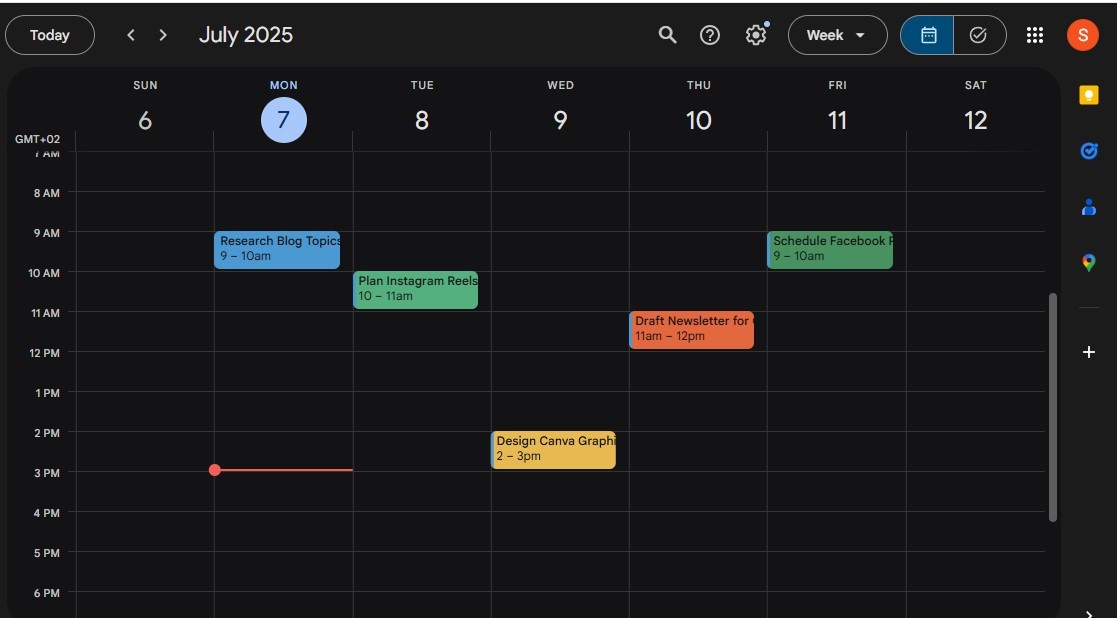 Today
July 2025
Week
S
SUN MON TUE WED THU FRI SAT
6 7 8 9 10 11 12
GMT+02
7 AM
8 AM
9 AM
Research Blog Topics
9 – 10am
Schedule Facebook
9 – 10am
10 AM
Plan Instagram Reels
10 – 11am
11 AM
Draft Newsletter for
11am – 12pm
12 PM
1 PM
2 PM
Design Canva Graphi
2 – 3pm
3 PM
4 PM
5 PM
6 PM